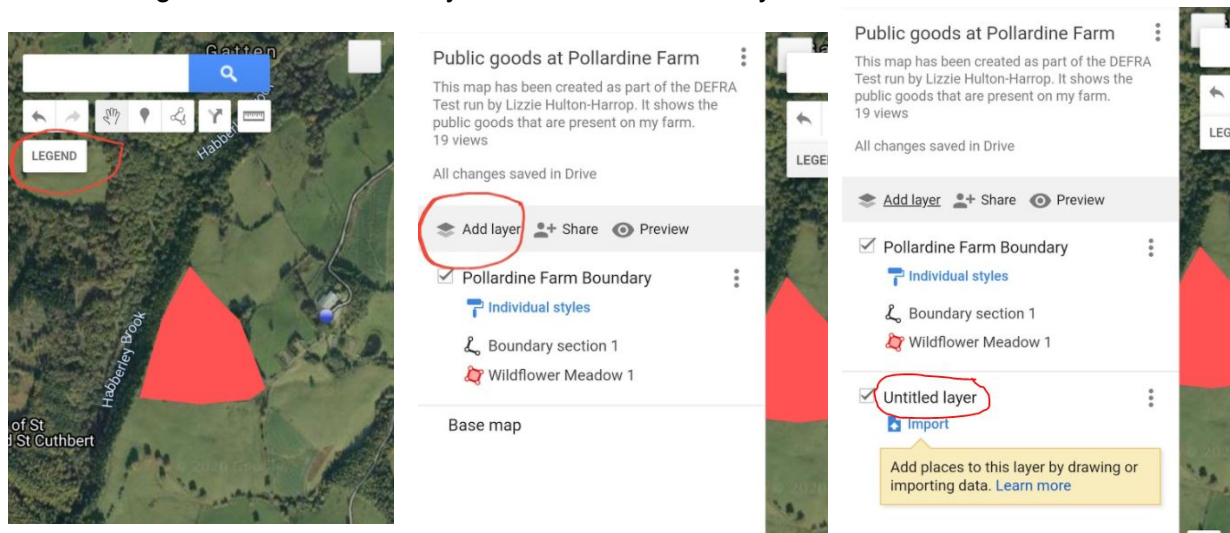 Gatten
LEGEND
Habberley Brook
of St
d St Cuthbert
Public goods at Pollardine Farm
This map has been created as part of the DEFRA
Test run by Lizzie Hulton-Harrop. It shows the
public goods that are present on my farm.
19 views
All changes saved in Drive
Add layer Share Preview
Pollardine Farm Boundary
Individual styles
Boundary section 1
Wildflower Meadow 1
Base map
LEGE
Public goods at Pollardine Farm
This map has been created as part of the DEFRA
Test run by Lizzie Hulton-Harrop. It shows the
public goods that are present on my farm.
19 views
All changes saved in Drive
Add layer Share Preview
Pollardine Farm Boundary
Individual styles
Boundary section 1
Wildflower Meadow 1
Untitled layer
Import
Add places to this layer by drawing or
importing data. Learn more
LEG